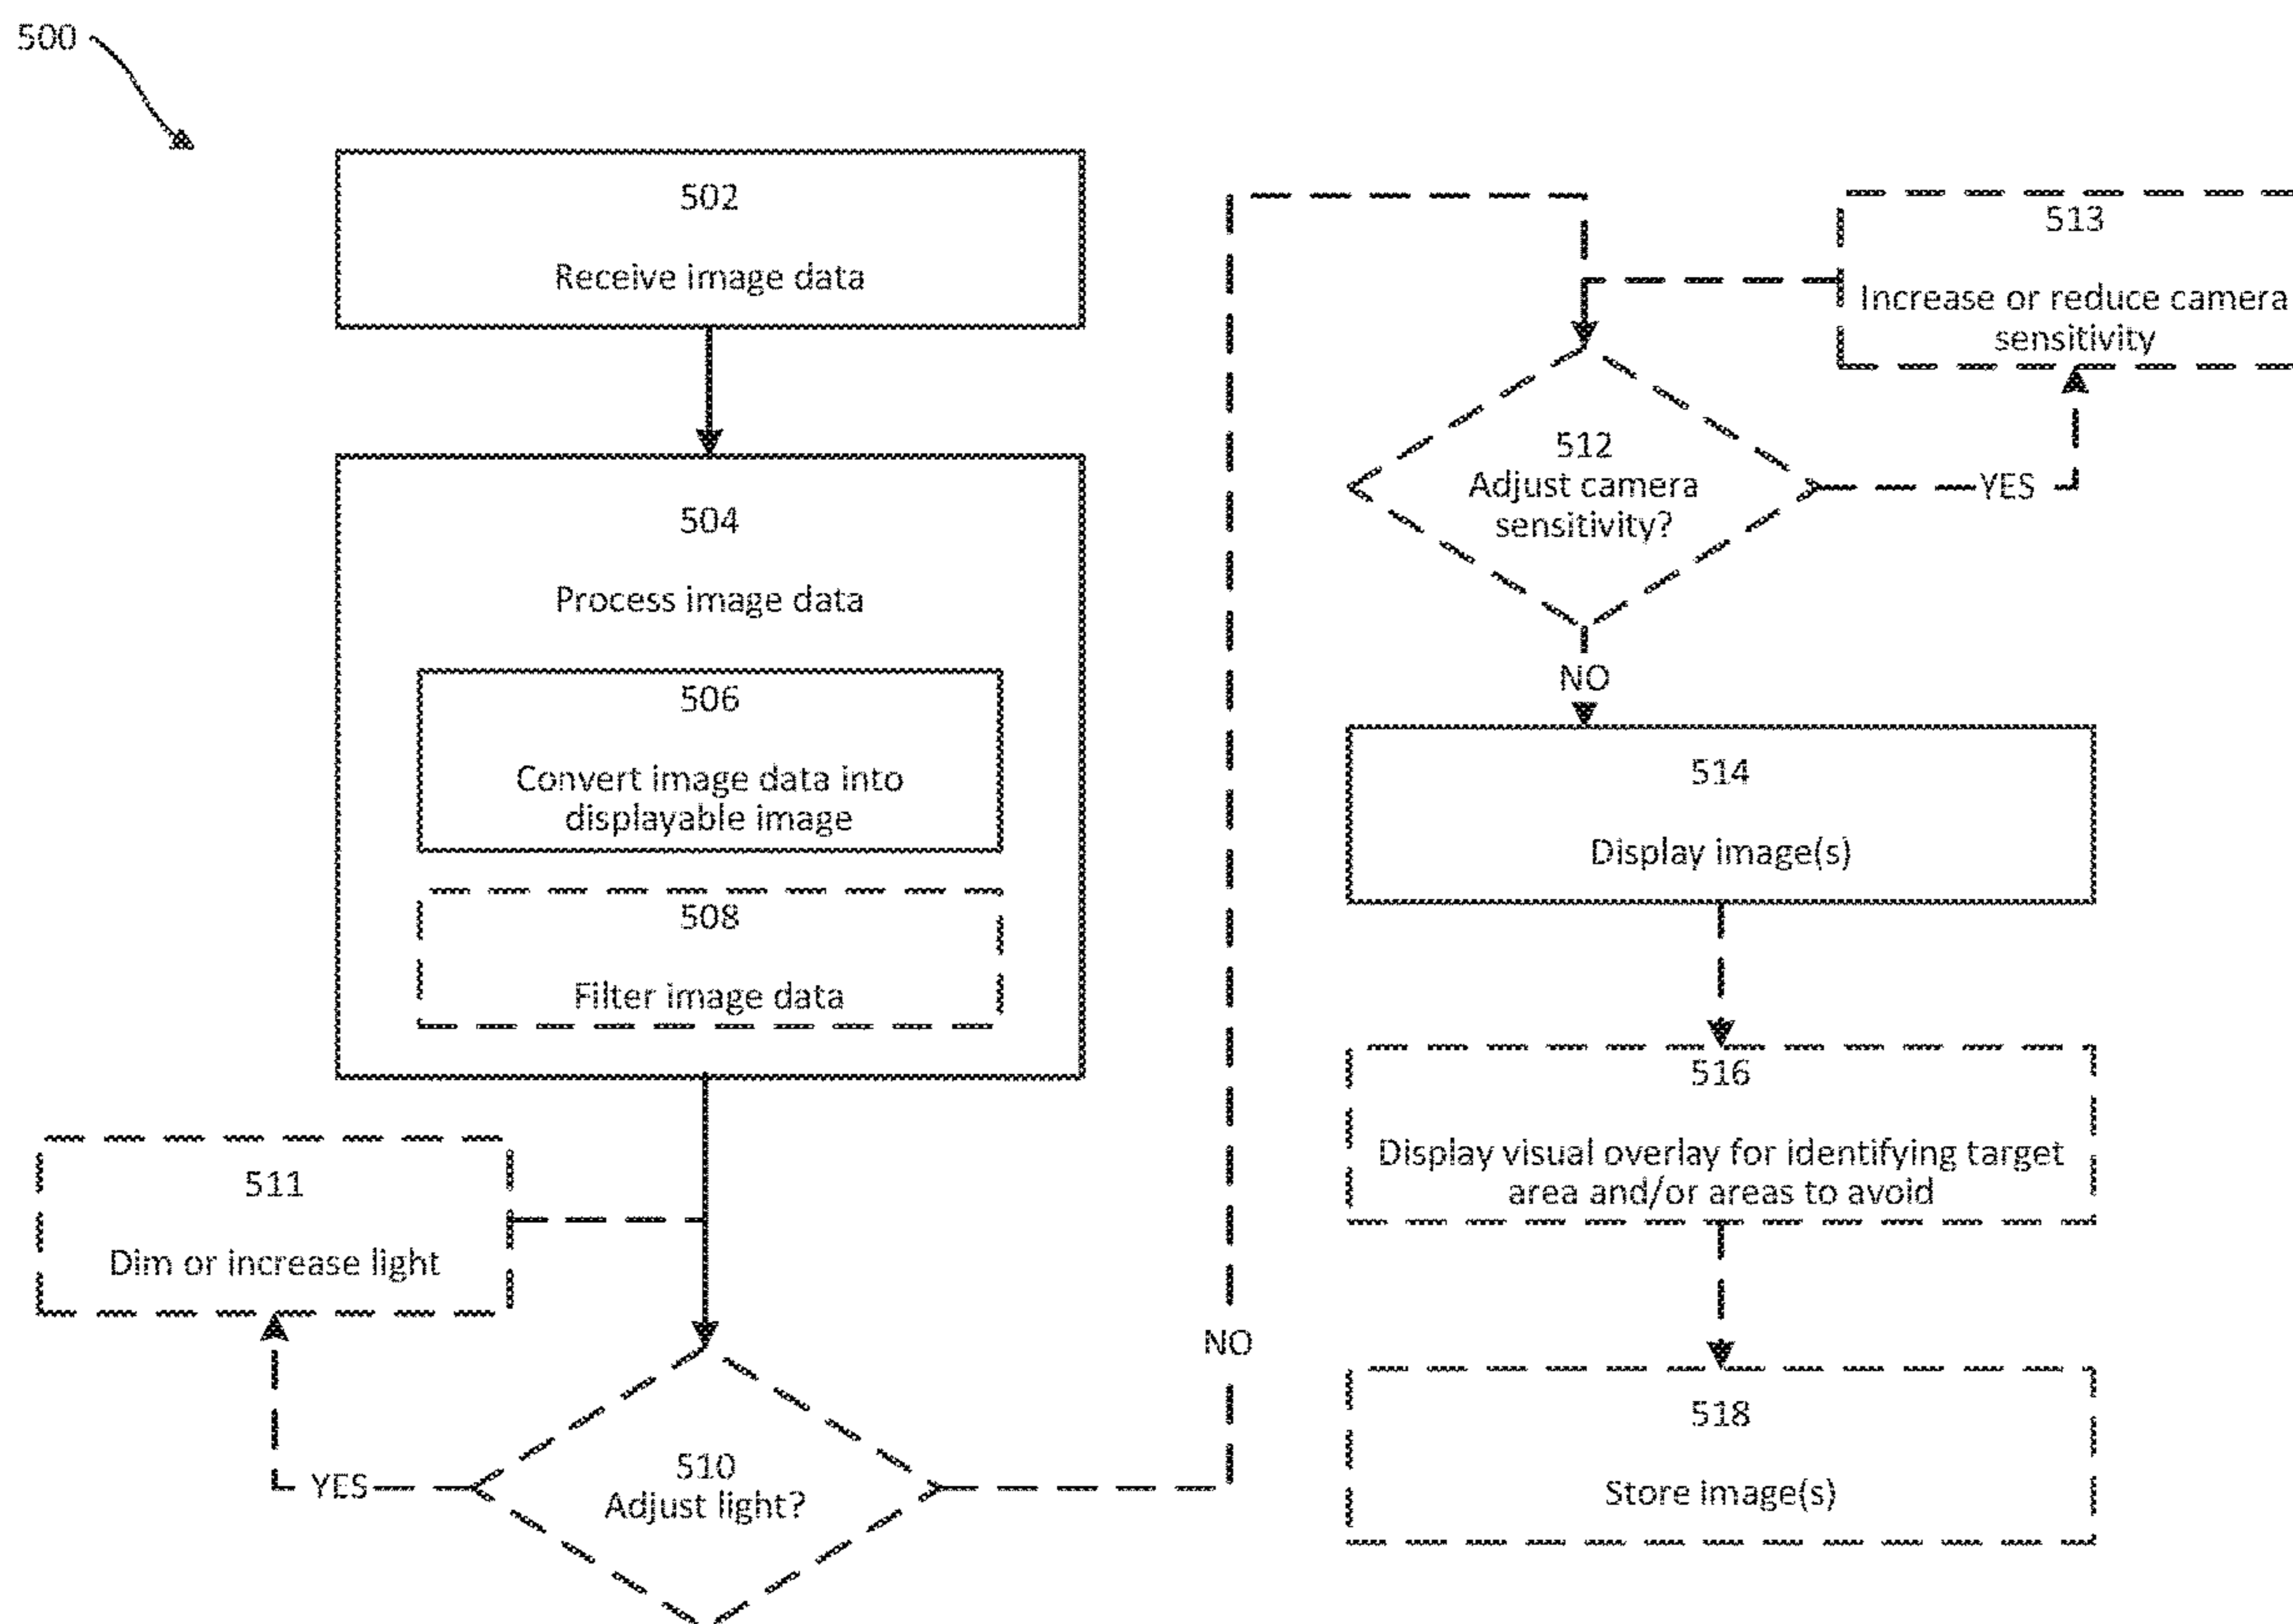 500
502
Receive image data
504
Process image data
506
Convert image data into
displayable image
508
Filter image data
511
Dim or increase light
YES
510
Adjust light?
NO
513
Increase or reduce camera
sensitivity
512
Adjust camera
sensitivity?
YES
NO
514
Display image(s)
516
Display visual overlay for identifying target
area and/or areas to avoid
518
Store image(s)